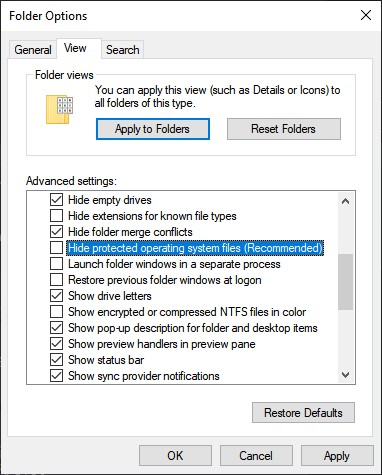 Folder Options
General
View
Search
Folder views
You can apply this view (such as Details or Icons) to
all folders of this type.
Apply to Folders
Reset Folders
Advanced settings:
Hide empty drives
Hide extensions for known file types
Hide folder merge conflicts
Hide protected operating system files (Recommended)
Launch folder windows in a separate process
Restore previous folder windows at logon
Show drive letters
Show encrypted or compressed NTFS files in color
Show pop-up description for folder and desktop items
Show preview handlers in preview pane
Show status bar
Show sync provider notifications
Restore Defaults
OK
Cancel
Apply